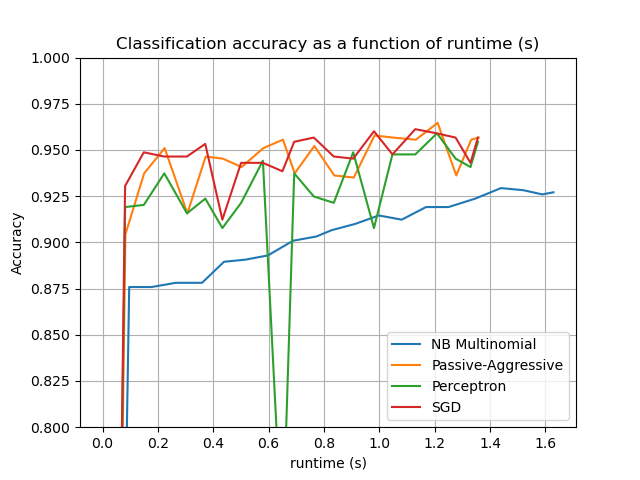 Classification accuracy as a function of runtime (s)
1.000
0.975
0.950
0.925
0.900
0.875
0.850
0.825
0.800
Accuracy
NB Multinomial
Passive-Aggressive
Perceptron
SGD
0.0 0.2 0.4 0.6 0.8 1.0 1.2 1.4 1.6
runtime (s)